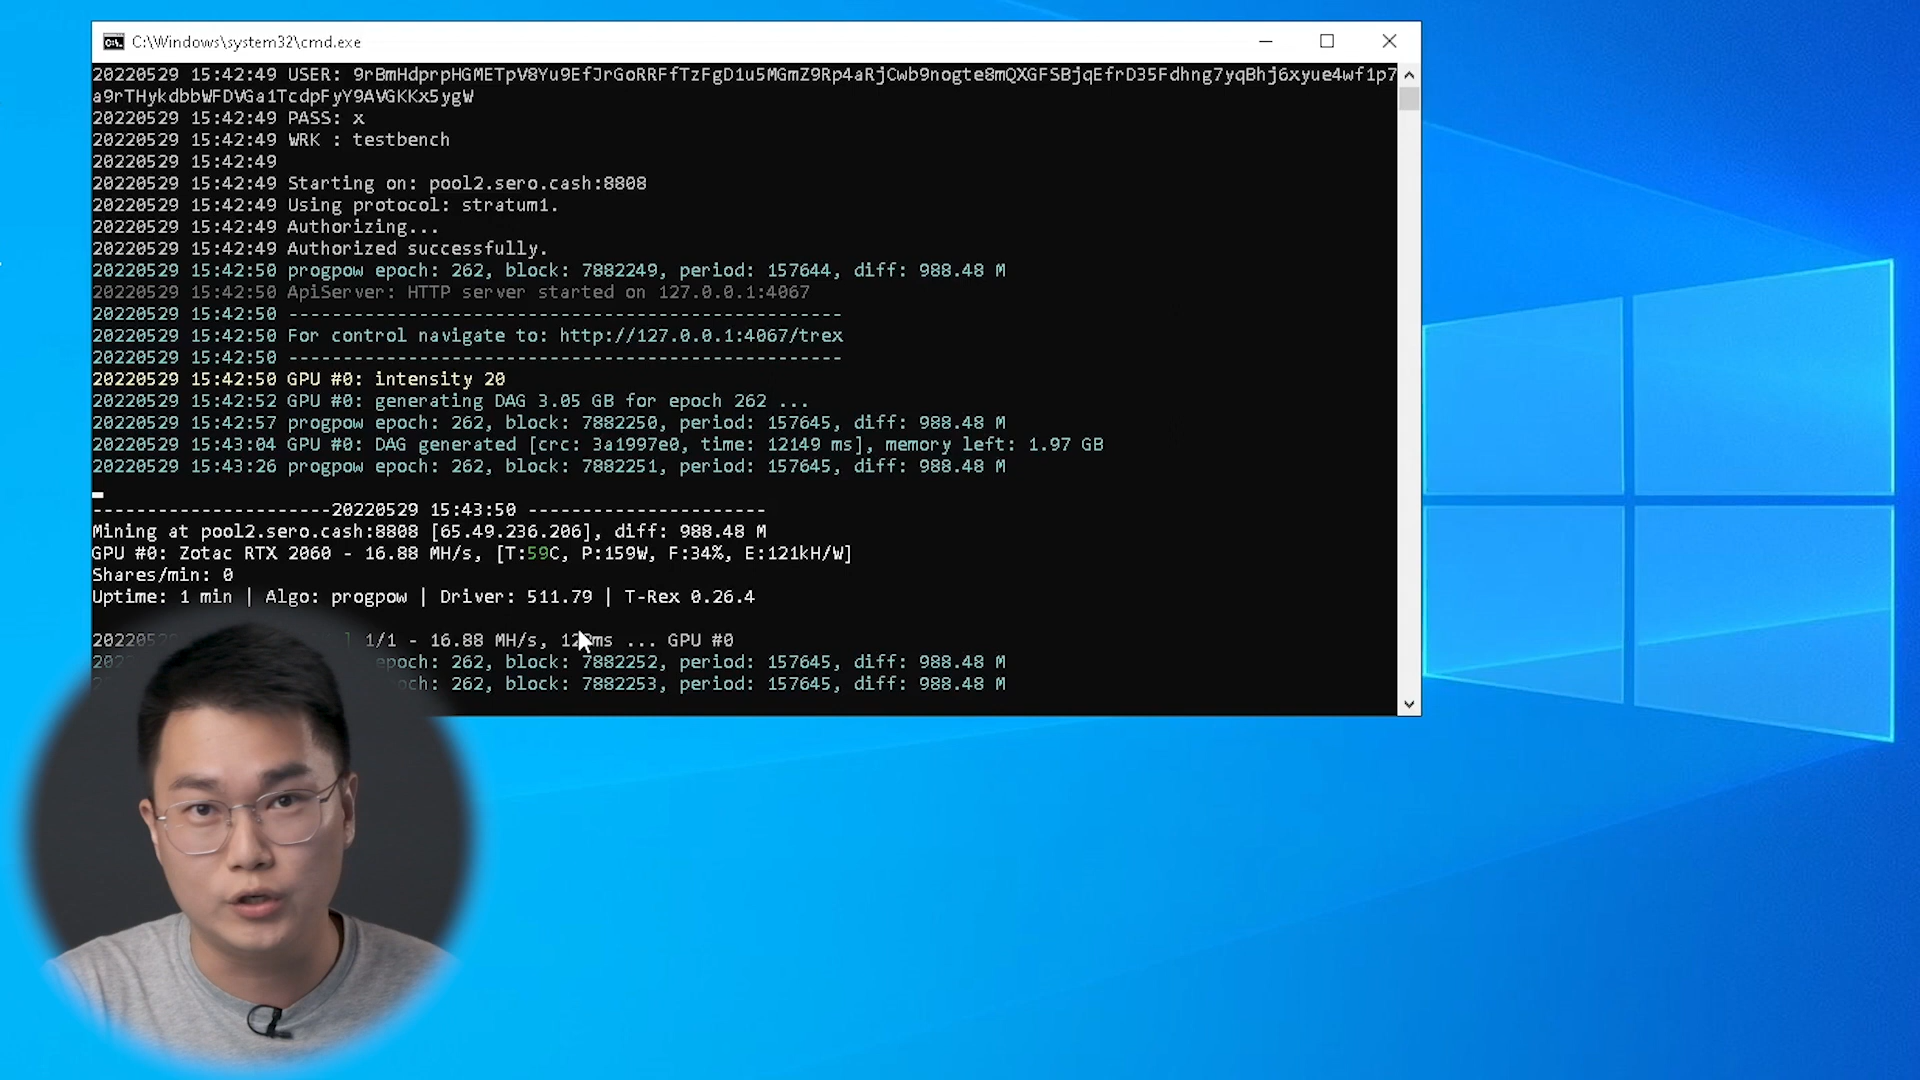 C:\Windows\system32\cmd.exe
20220529 15:42:49 USER: 9rBmHdprpHGMETpV8Yu9EfJrGoRRFfTzFgD1u5MGmZ9Rp4aRjCwb9nogte8mQXGFSBjqEfrD35Fdhng7yqBhj6xyue4wf1p7
a9rTHykdbbWFDVGa1TcdpFyY9AVGKKx5ygW
20220529 15:42:49 PASS: x
20220529 15:42:49 WRK : testbench
20220529 15:42:49
20220529 15:42:49 Starting on: pool2.sero.cash:8808
20220529 15:42:49 Using protocol: stratum1.
20220529 15:42:49 Authorizing...
20220529 15:42:49 Authorized successfully.
20220529 15:42:50 progpow epoch: 262, block: 7882249, period: 157644, diff: 988.48 M
20220529 15:42:50 ApiServer: HTTP server started on 127.0.0.1:4067
20220529 15:42:50 ---------------------------------------------------
20220529 15:42:50 For control navigate to: http://127.0.0.1:4067/trex
20220529 15:42:50 ---------------------------------------------------
20220529 15:42:50 GPU #0: intensity 20
20220529 15:42:52 GPU #0: generating DAG 3.05 GB for epoch 262 ...
20220529 15:42:57 progpow epoch: 262, block: 7882250, period: 157645, diff: 988.48 M
20220529 15:43:04 GPU #0: DAG generated [crc: 3a1997e0, time: 12149 ms], memory left: 1.97 GB
20220529 15:43:26 progpow epoch: 262, block: 7882251, period: 157645, diff: 988.48 M
----------------------20220529 15:43:50 ----------------------
Mining at pool2.sero.cash:8808 [65.49.236.206], diff: 988.48 M
GPU #0: Zotac RTX 2060 - 16.88 MH/s, [T:59C, P:159W, F:34%, E:121kH/W]
Shares/min: 0
Uptime: 1 min | Algo: progpow | Driver: 511.79 | T-Rex 0.26.4
1/1 - 16.88 MH/s, ... GPU #0
epoch: 262, block: 7882252, period: 157645, diff: 988.48 M
262, block: 7882253, period: 157645, diff: 988.48 M